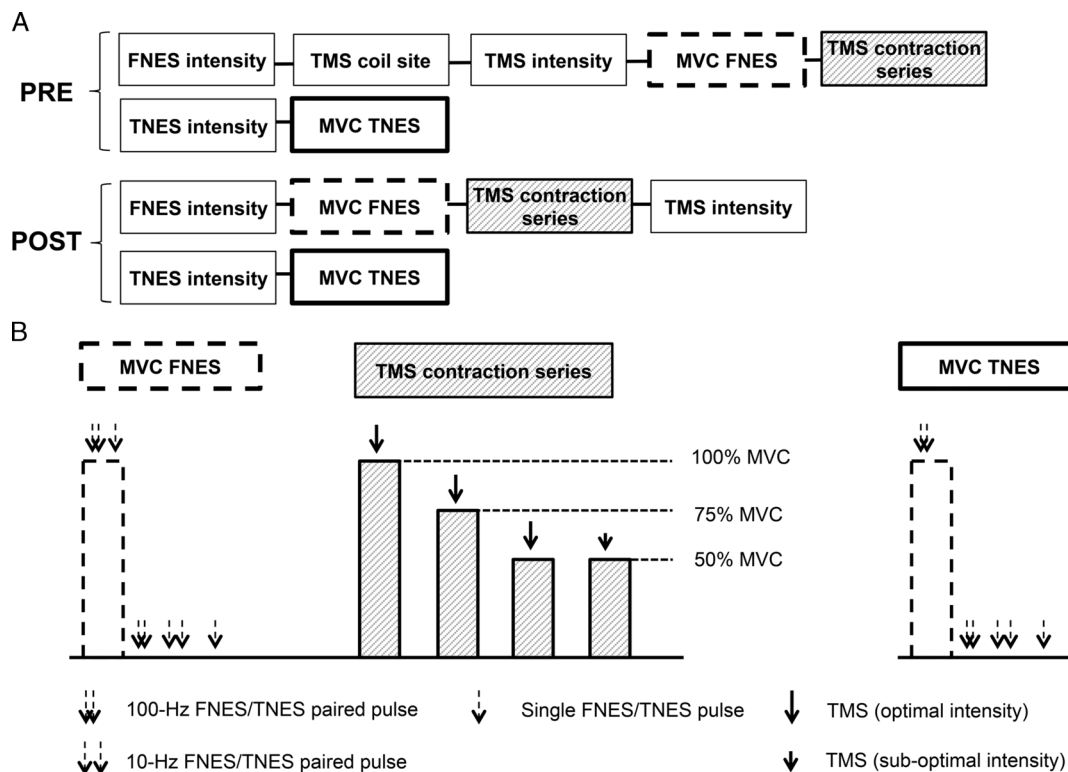 A
PRE
FNES intensity
TMS coil site
TMS intensity
MVC FNES
TMS contraction
series
TNES intensity
MVC TNES
POST
FNES intensity
MVC FNES
TMS contraction
series
TMS intensity
TNES intensity
MVC TNES
B
MVC FNES
TMS contraction series
MVC TNES
100% MVC
75% MVC
50% MVC
100-Hz FNES/TNES paired pulse
Single FNES/TNES pulse
TMS (optimal intensity)
10-Hz FNES/TNES paired pulse
TMS (sub-optimal intensity)